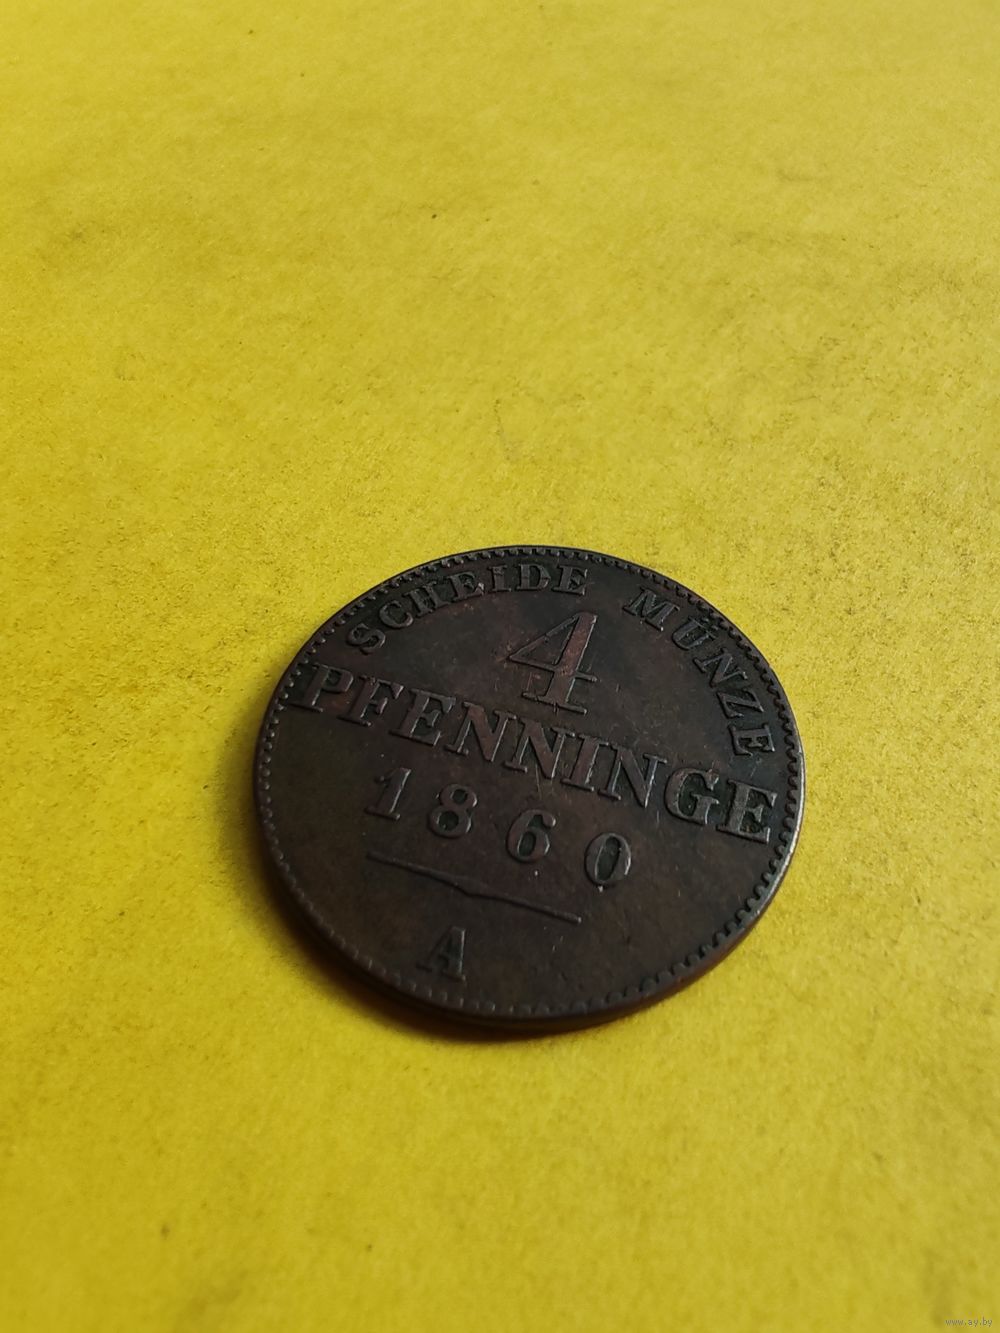 SCHEIDE MÜNZE
4
PFENNINGE
1860
A
www.ay.by